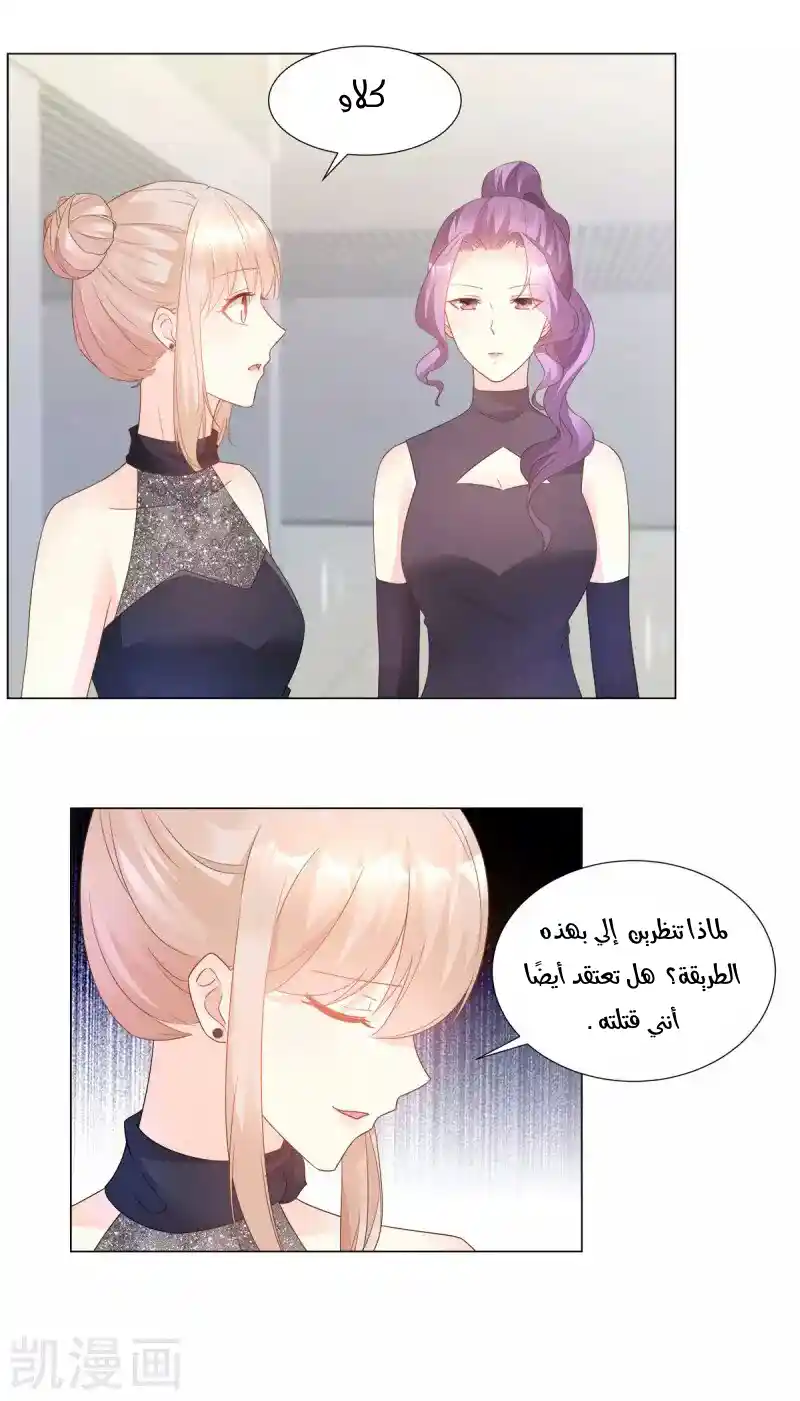 كلاو
لماذا تنظرين إلي بهذه
الطريقة؟ هل تعتقد أيضًا
أنني قتلته .
凯漫画